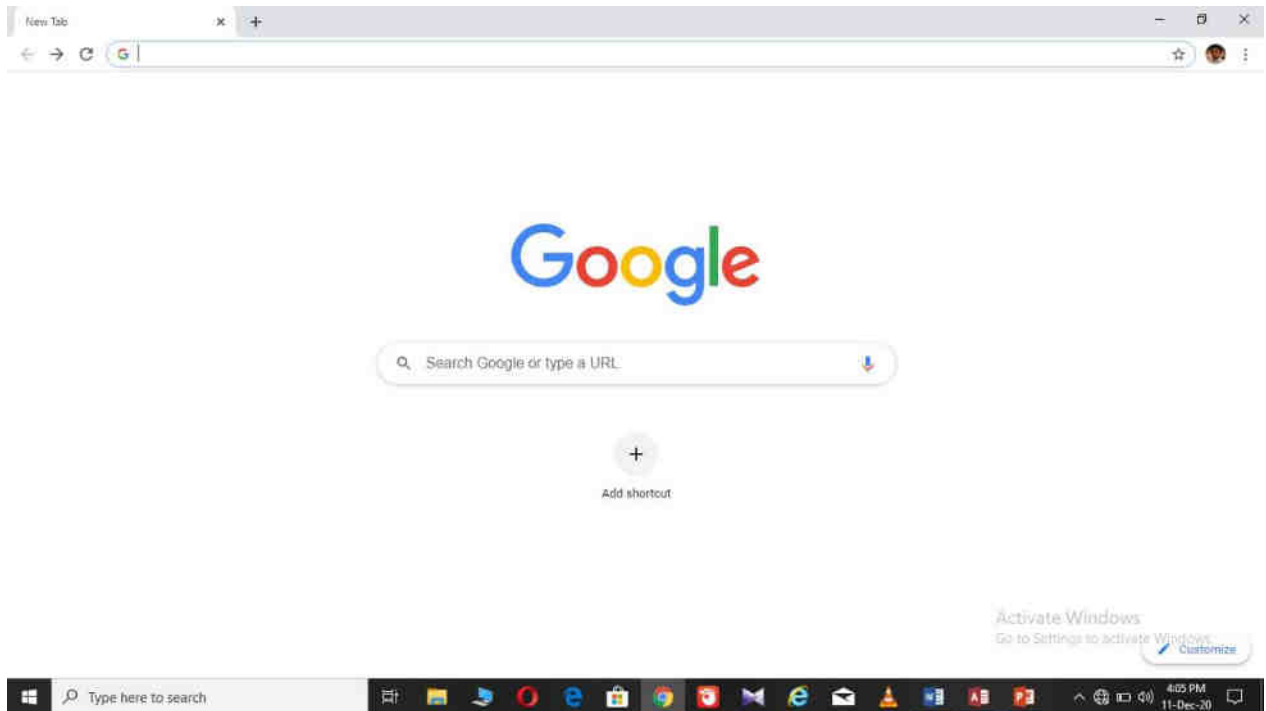 New Tab
Google
Search Google or type a URL
Add shortcut
Activate Windows
Go to Settings to activate Windows.
Customize
Type here to search
4:05 PM
11-Dec-20